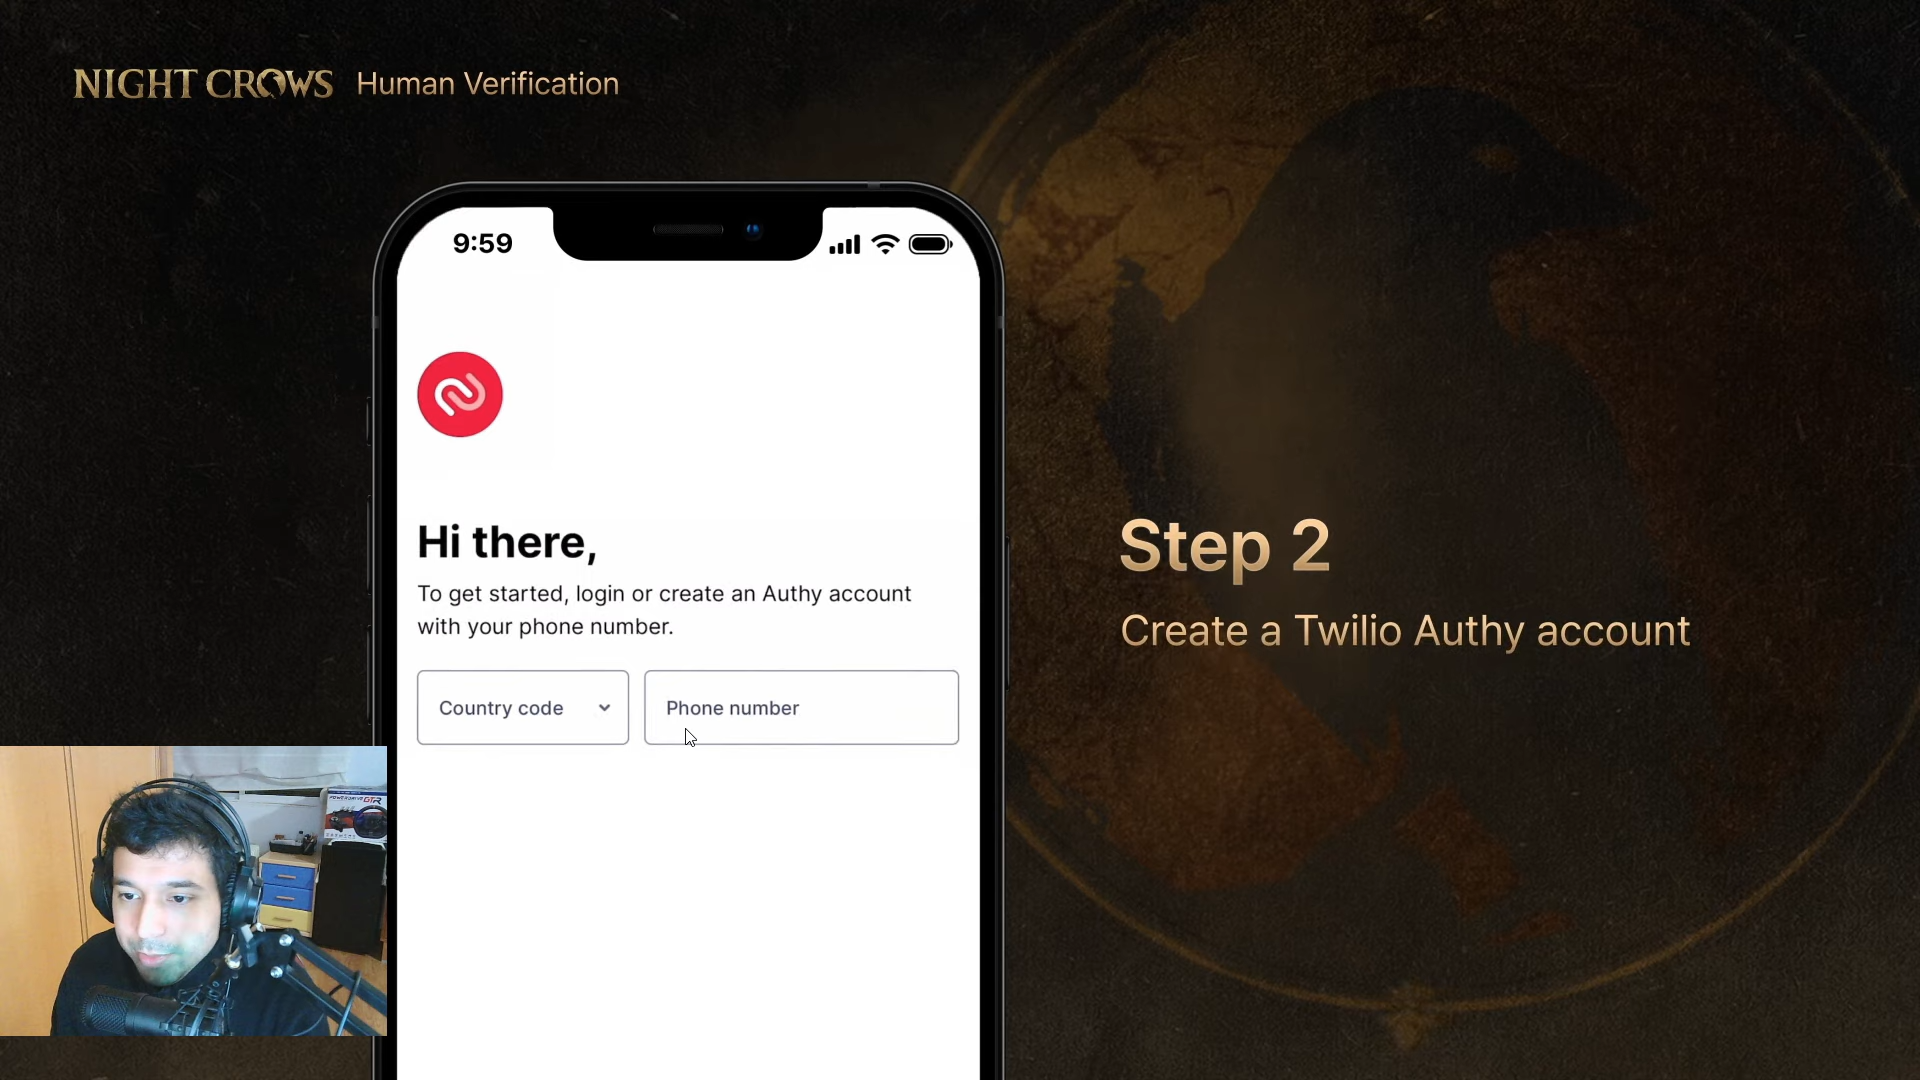 NIGHT CROWS Human Verification
9:59
Hi there,
To get started, login or create an Authy account
with your phone number.
Country code
Phone number
Step 2
Create a Twilio Authy account